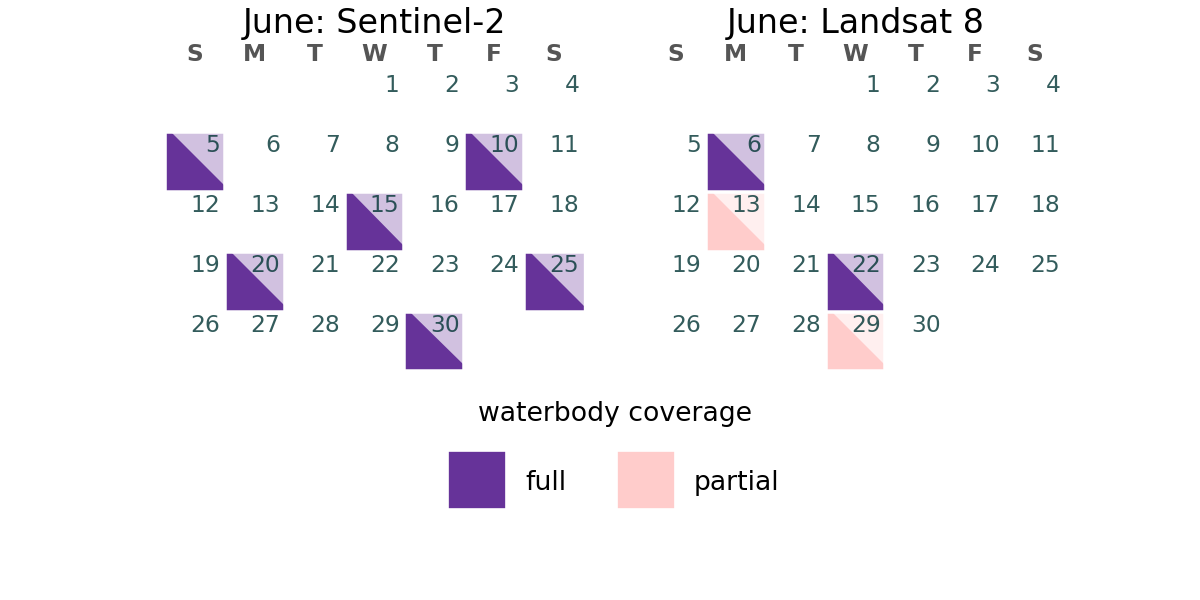 June: Sentinel-2
S M T W T F S
1 2 3 4
5 6 7 8 9 10 11
12 13 14 15 16 17 18
19 20 21 22 23 24 25
26 27 28 29 30
June: Landsat 8
S M T W T F S
1 2 3 4
5 6 7 8 9 10 11
12 13 14 15 16 17 18
19 20 21 22 23 24 25
26 27 28 29 30
waterbody coverage
full partial